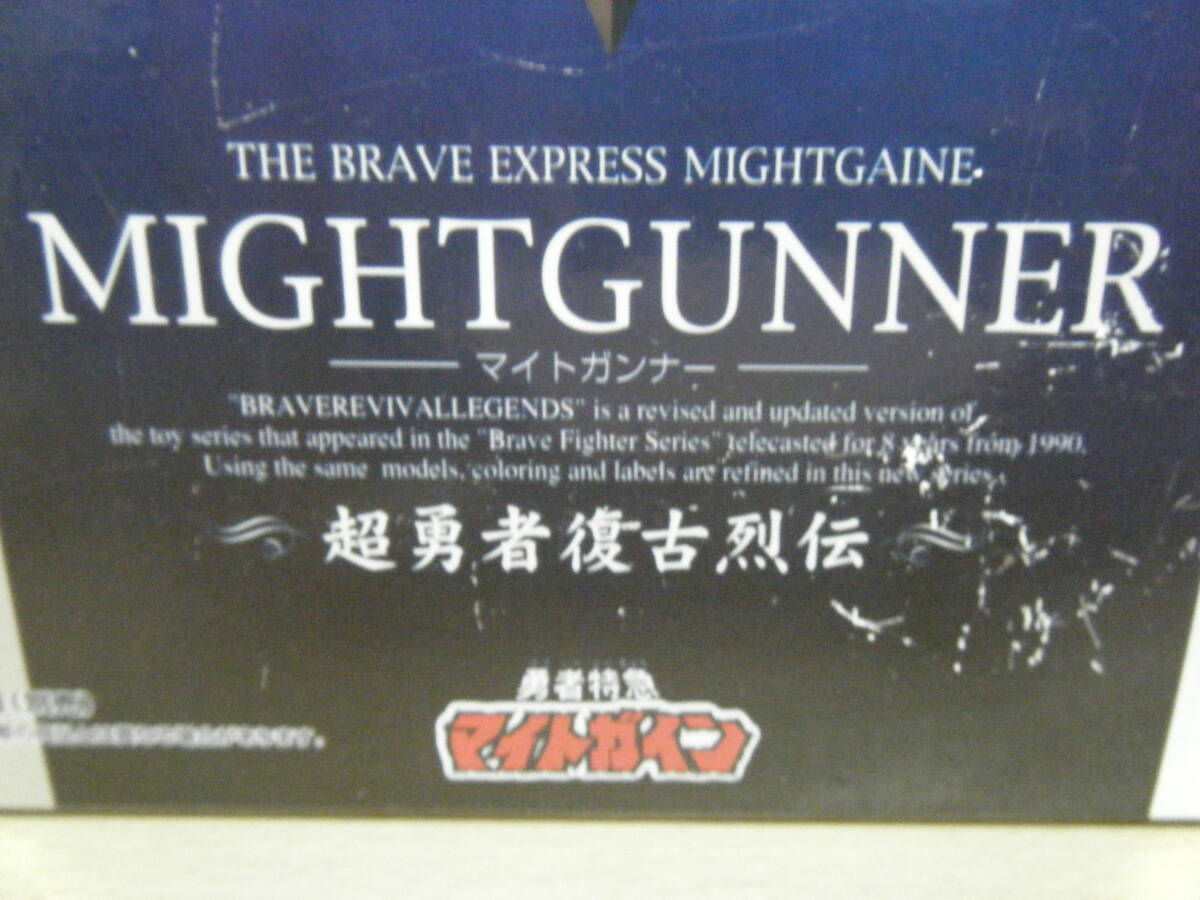 THE BRAVE EXPRESS MIGHTGAINE.
MIGHTGUNNER
マイトガンナー
"BRAVEREVIVALLEGENDS" is a revised and updated version of
the toy series that appeared in the "Brave Fighter Series" telecasted for 8 years from 1990.
Using the same models, coloring and labels are refined in this new series.
超勇者復古烈伝
勇者特急
マイトガイン